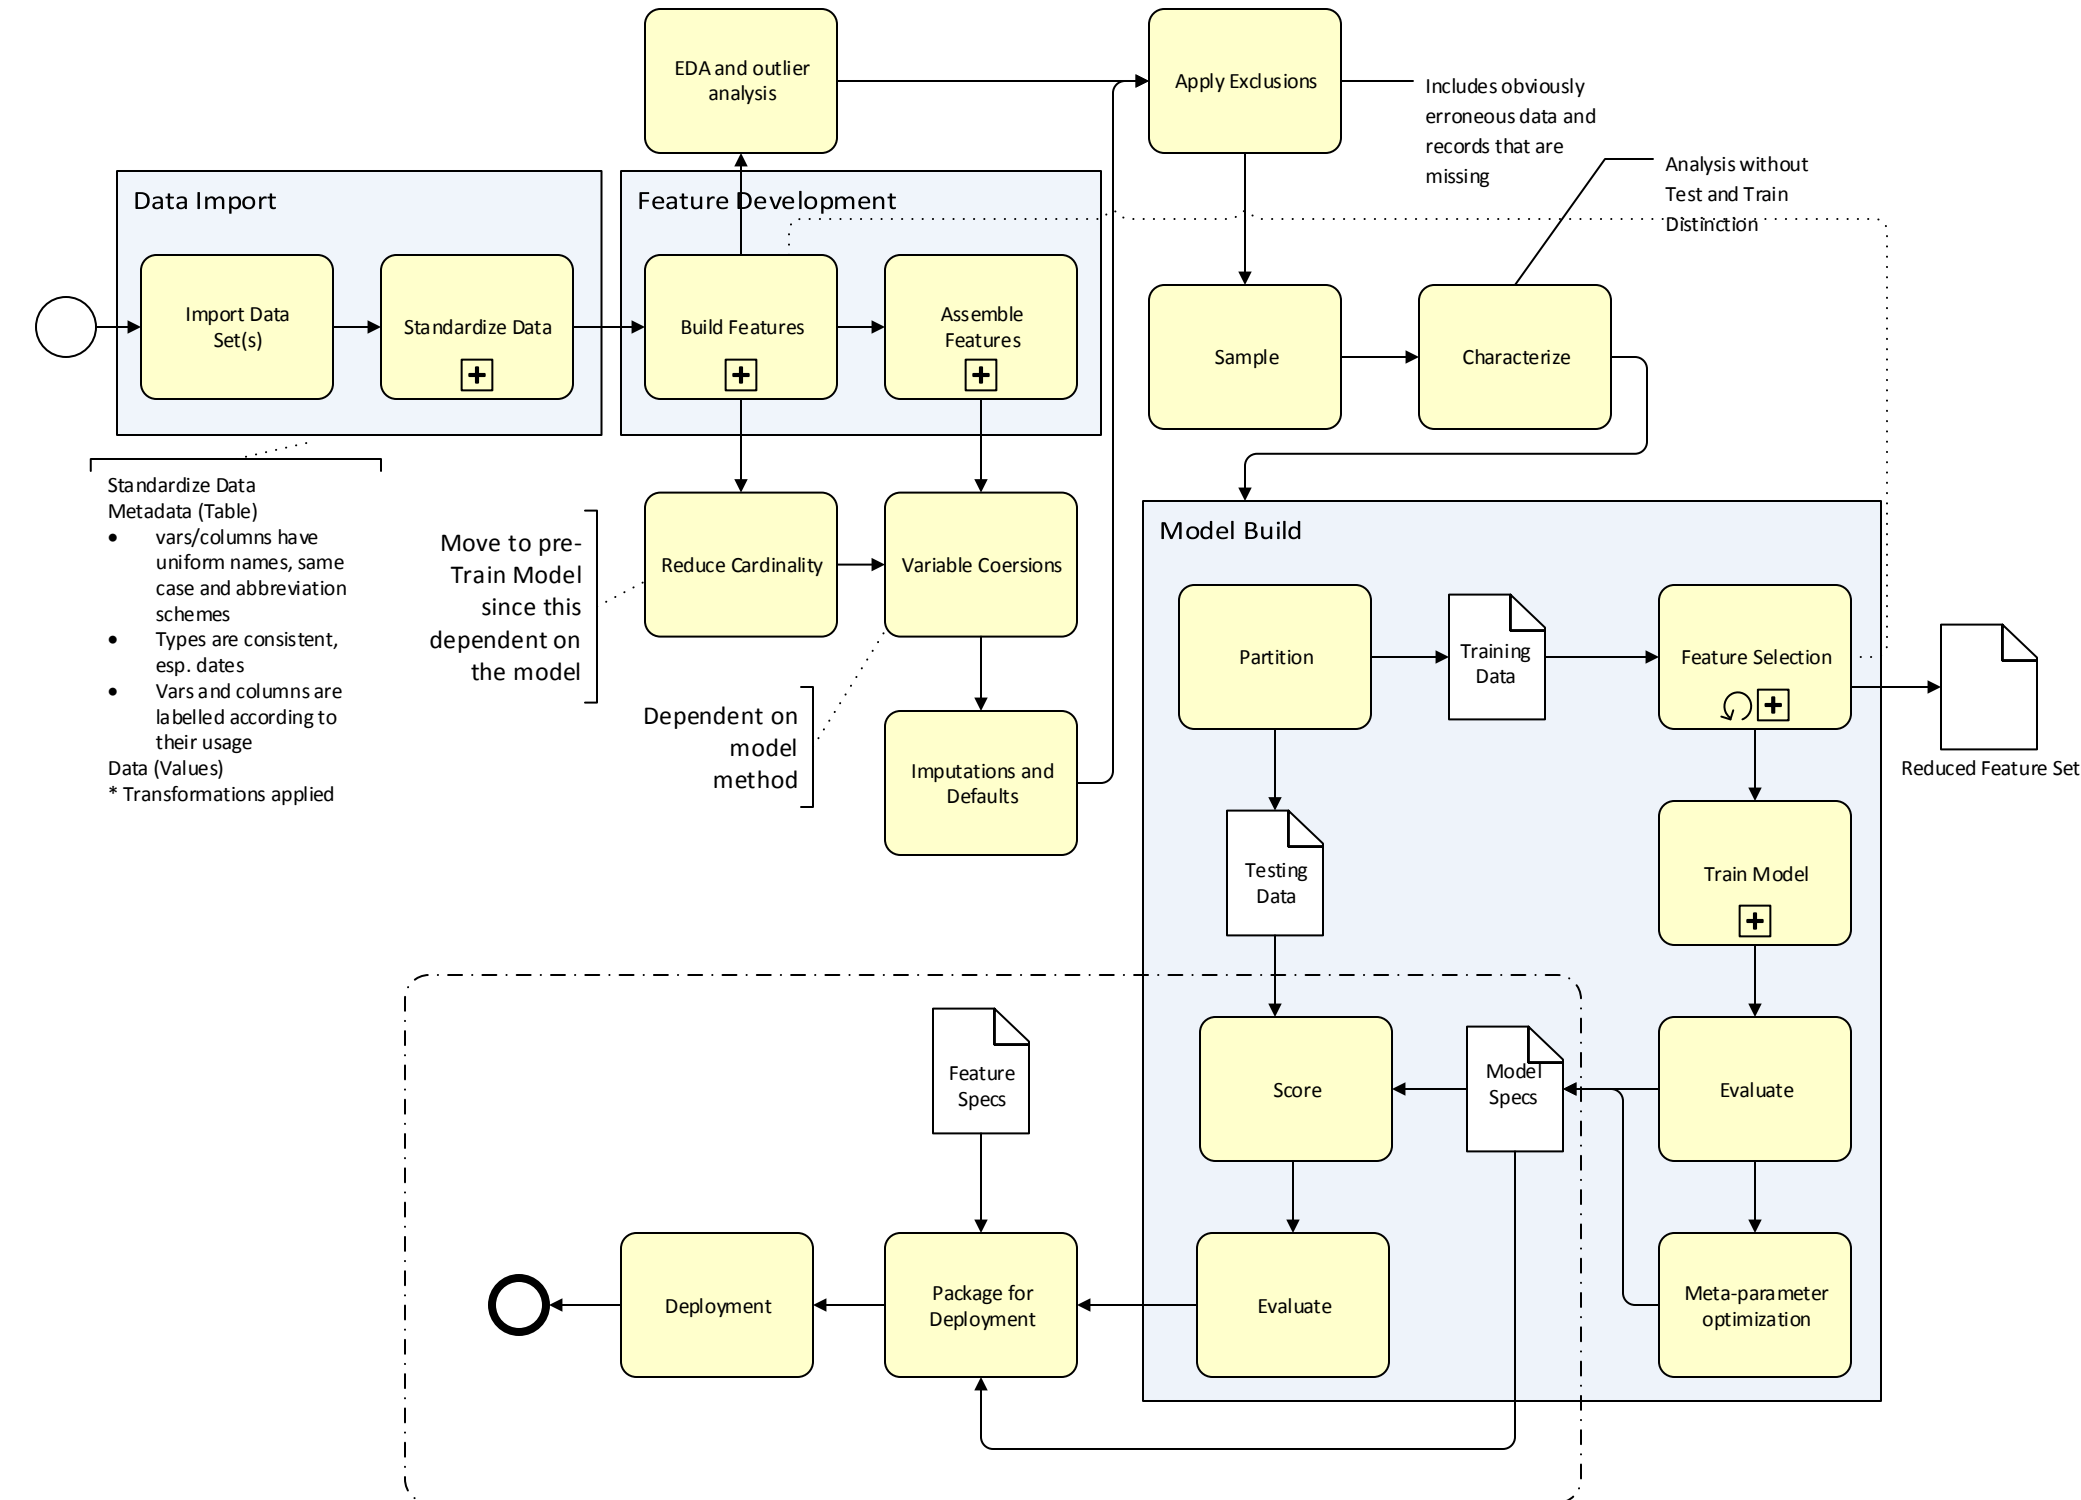 EDA and outlier
analysis
Apply Exclusions
Includes obviously
erroneous data and
records that are
missing
Analysis without
Test and Train
Distinction
Data Import
Feature Development
Import Data
Set(s)
Standardize Data
Build Features
Assemble
Features
Sample
Characterize
Standardize Data
Metadata (Table)
• vars/columns have
uniform names, same
case and abbreviation
schemes
• Types are consistent,
esp. dates
• Vars and columns are
labelled according to
their usage
Data (Values)
* Transformations applied
Move to pre-
Train Model
since this
dependent on
the model
Reduce Cardinality
Variable Coersions
Dependent on
model
method
Imputations and
Defaults
Model Build
Partition
Training
Data
Feature Selection
Reduced Feature Set
Testing
Data
Train Model
Feature
Specs
Score
Model
Specs
Evaluate
Deployment
Package for
Deployment
Evaluate
Meta-parameter
optimization